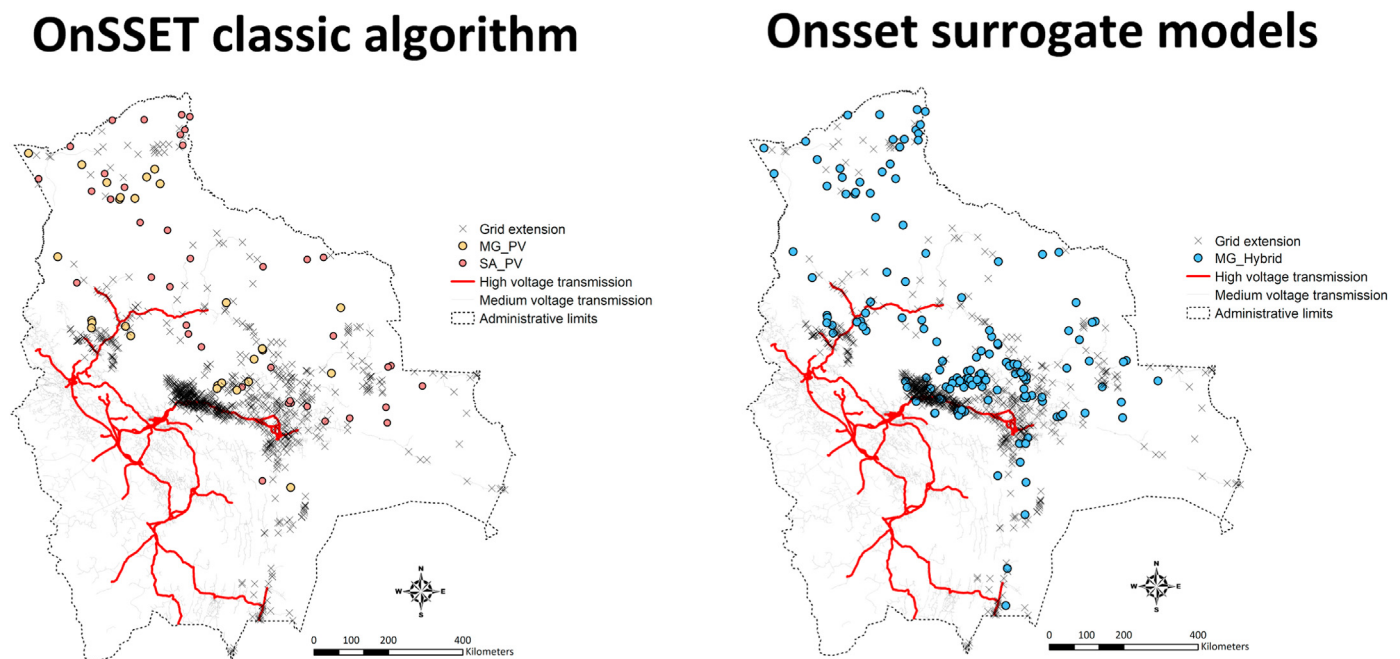 OnSSET classic algorithm
Grid extension
MG_PV
SA_PV
High voltage transmission
Medium voltage transmission
Administrative limits
N
W E
S
0 100 200 400
Kilometers
Onsset surrogate models
Grid extension
MG_Hybrid
High voltage transmission
Medium voltage transmission
Administrative limits
N
W E
S
0 100 200 400
Kilometers